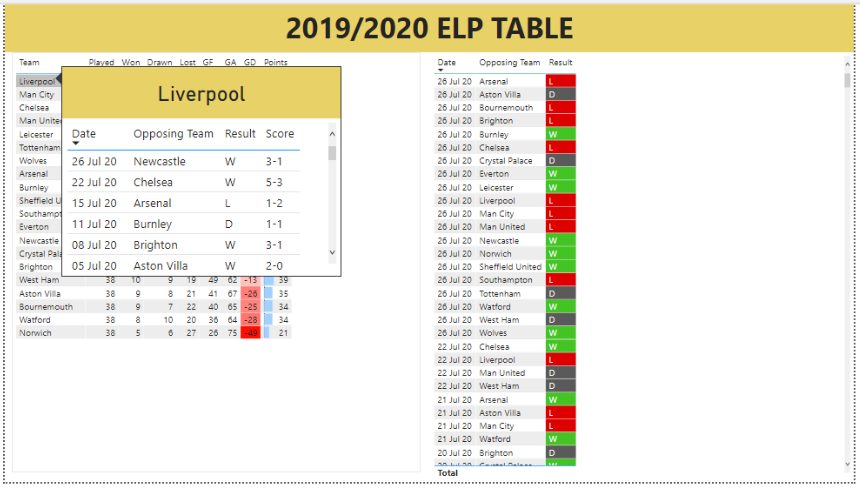 2019/2020 ELP TABLE
Team Played Won Drawn Lost GF GA GD Points
Liverpool
Man City
Chelsea
Man Unite
Leicester
Tottenham
Wolves
Arsenal
Burnley
Sheffield U
Southampt
Everton
Newcastle
Crystal Pala
Brighton
West Ham 38 10 9 19 49 62 -13 39
Aston Villa 38 9 8 21 41 67 -26 35
Bournemouth 38 9 7 22 40 65 -25 34
Watford 38 8 10 20 36 64 -28 34
Norwich 38 5 6 27 26 75 -49 21
Liverpool
Date Opposing Team Result Score
26 Jul 20 Newcastle W 3-1
22 Jul 20 Chelsea W 5-3
15 Jul 20 Arsenal L 1-2
11 Jul 20 Burnley D 1-1
08 Jul 20 Brighton W 3-1
05 Jul 20 Aston Villa W 2-0
Date Opposing Team Result
26 Jul 20 Arsenal L
26 Jul 20 Aston Villa D
26 Jul 20 Bournemouth L
26 Jul 20 Brighton L
26 Jul 20 Burnley W
26 Jul 20 Chelsea L
26 Jul 20 Crystal Palace D
26 Jul 20 Everton W
26 Jul 20 Leicester W
26 Jul 20 Liverpool L
26 Jul 20 Man City L
26 Jul 20 Man United L
26 Jul 20 Newcastle W
26 Jul 20 Norwich W
26 Jul 20 Sheffield United W
26 Jul 20 Southampton L
26 Jul 20 Tottenham D
26 Jul 20 Watford W
26 Jul 20 West Ham D
26 Jul 20 Wolves W
22 Jul 20 Chelsea W
22 Jul 20 Liverpool L
22 Jul 20 Man United D
22 Jul 20 West Ham D
21 Jul 20 Arsenal W
21 Jul 20 Aston Villa L
21 Jul 20 Man City L
21 Jul 20 Watford W
20 Jul 20 Brighton D
20 Jul 20 Crystal Palace W
Total